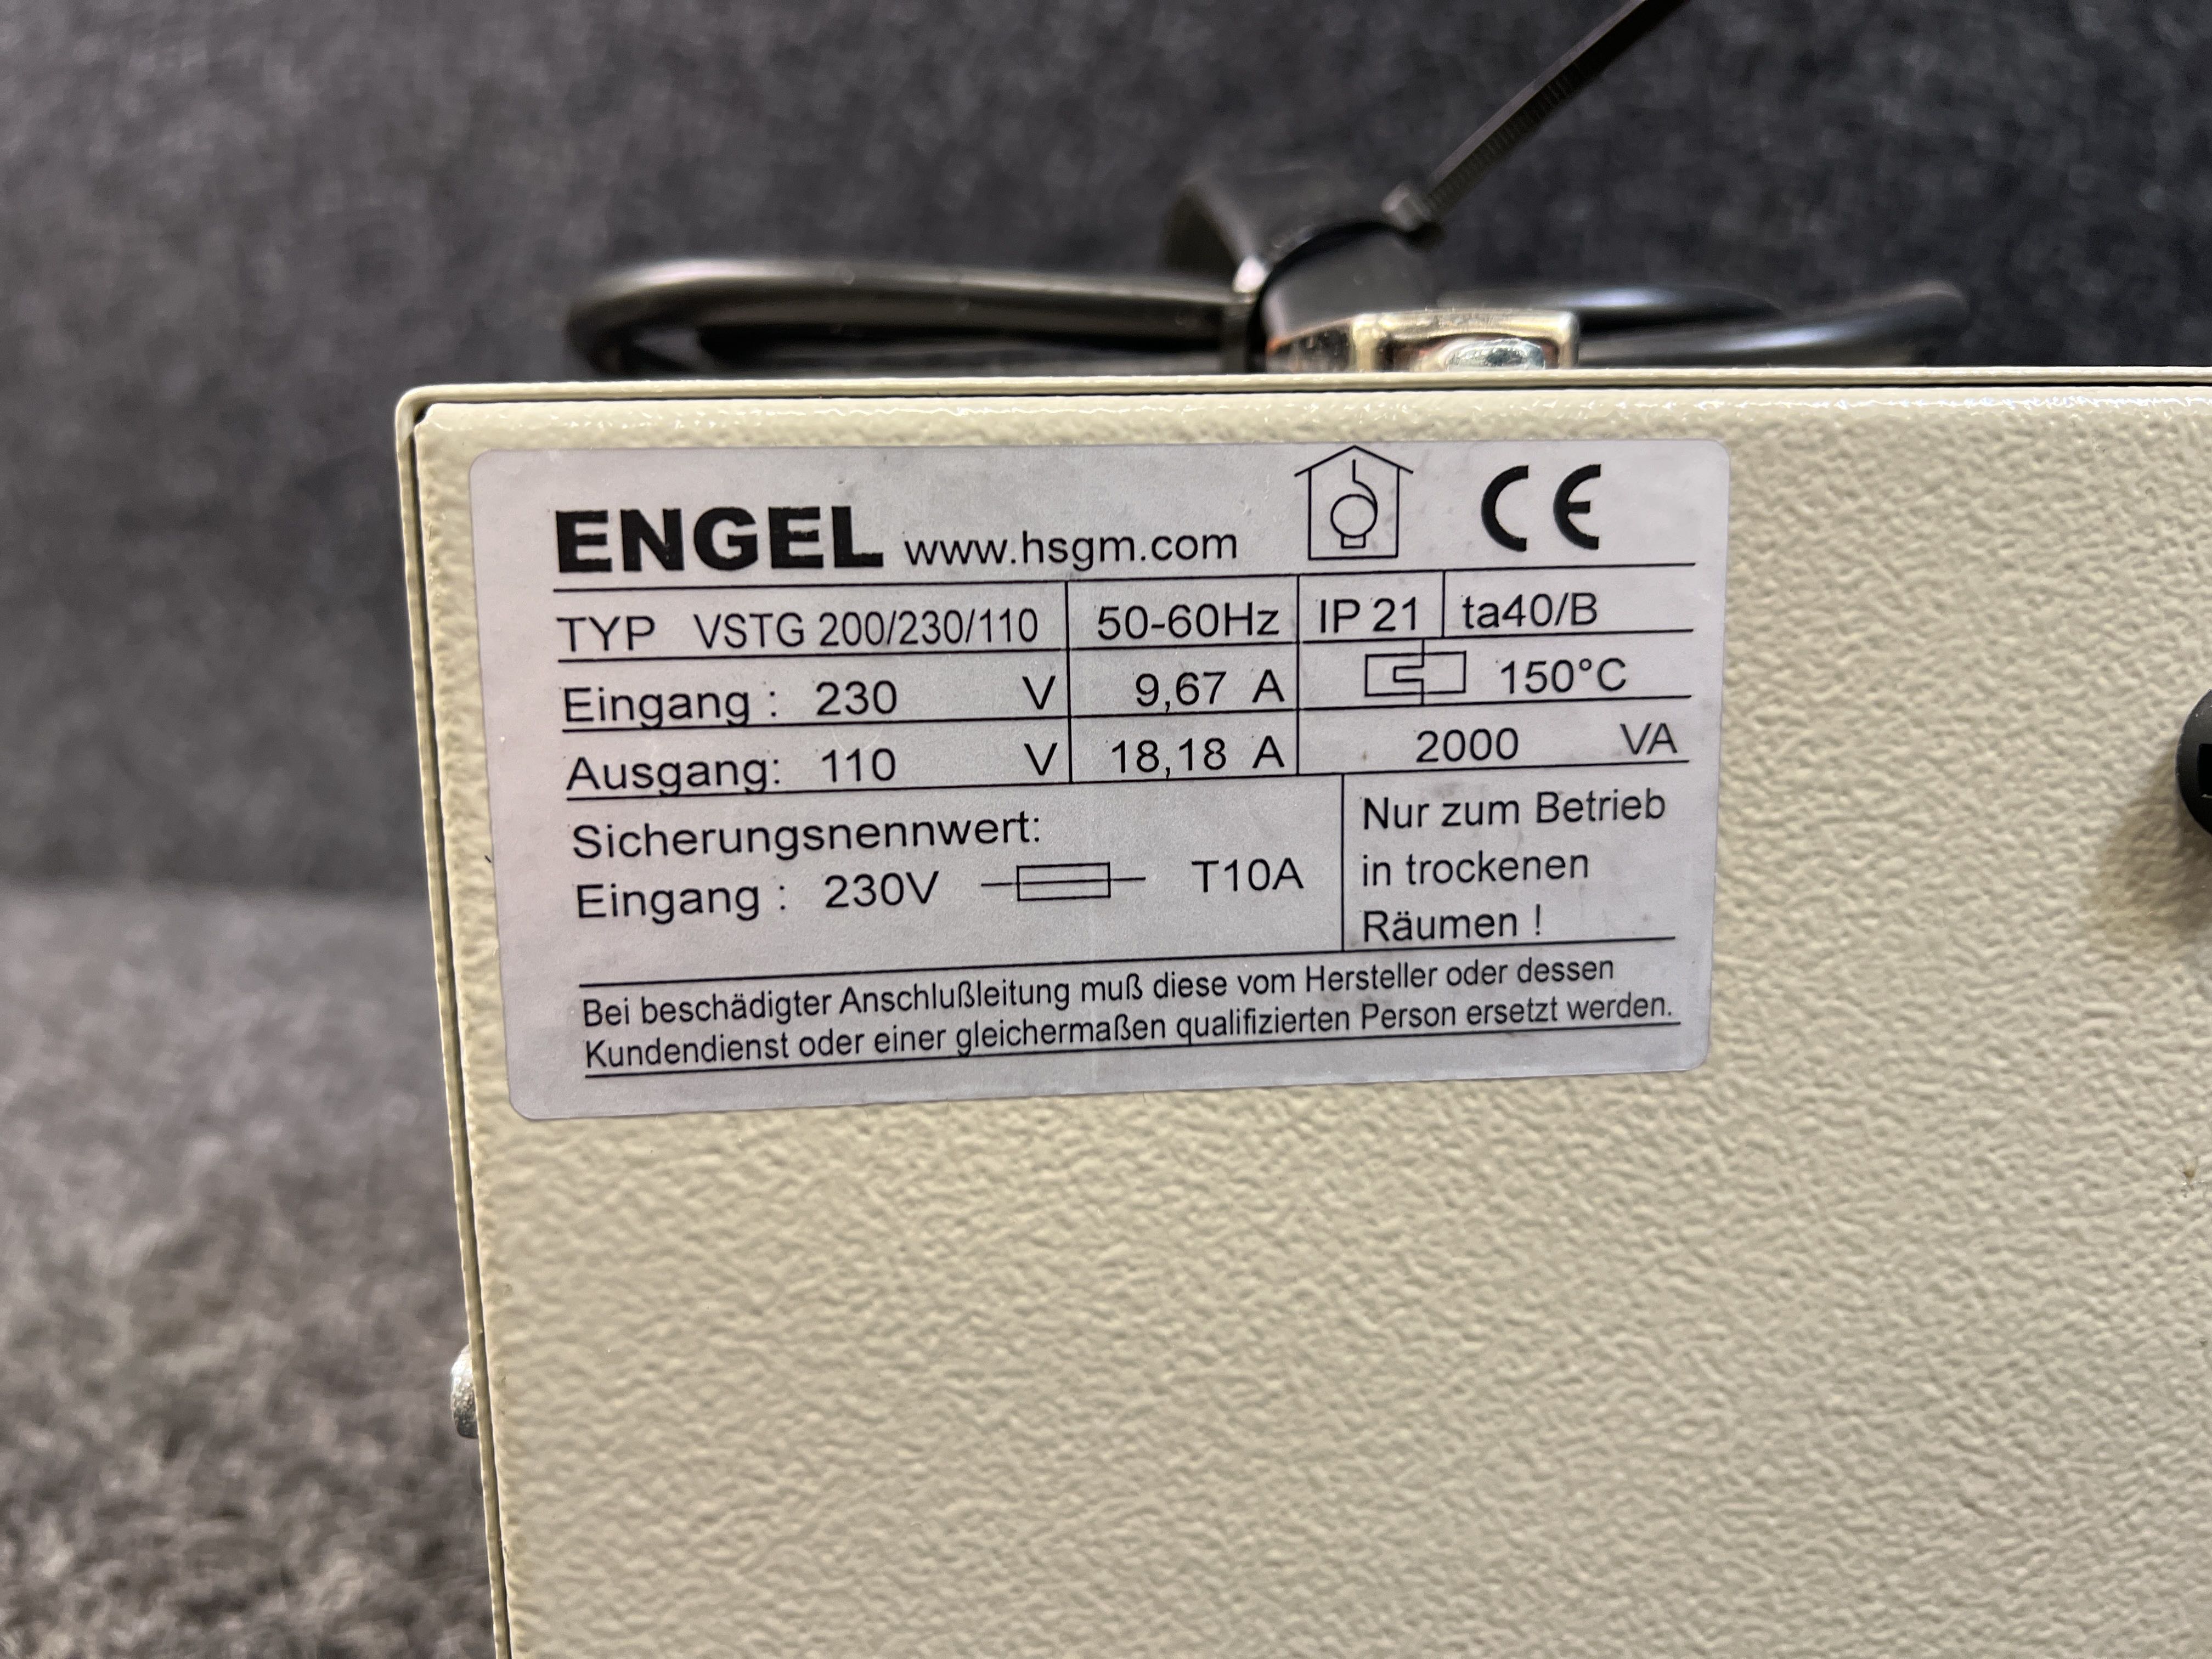 ENGEL www.hsgm.com CE
TYP VSTG 200/230/110 50-60Hz IP 21 ta40/B
Eingang : 230 V 9,67 A 150°C
Ausgang: 110 V 18,18 A 2000 VA
Sicherungsnennwert:
Eingang : 230V T10A
Nur zum Betrieb
in trockenen
Räumen !
Bei beschädigter Anschlußleitung muß diese vom Hersteller oder dessen
Kundendienst oder einer gleichermaßen qualifizierten Person ersetzt werden.